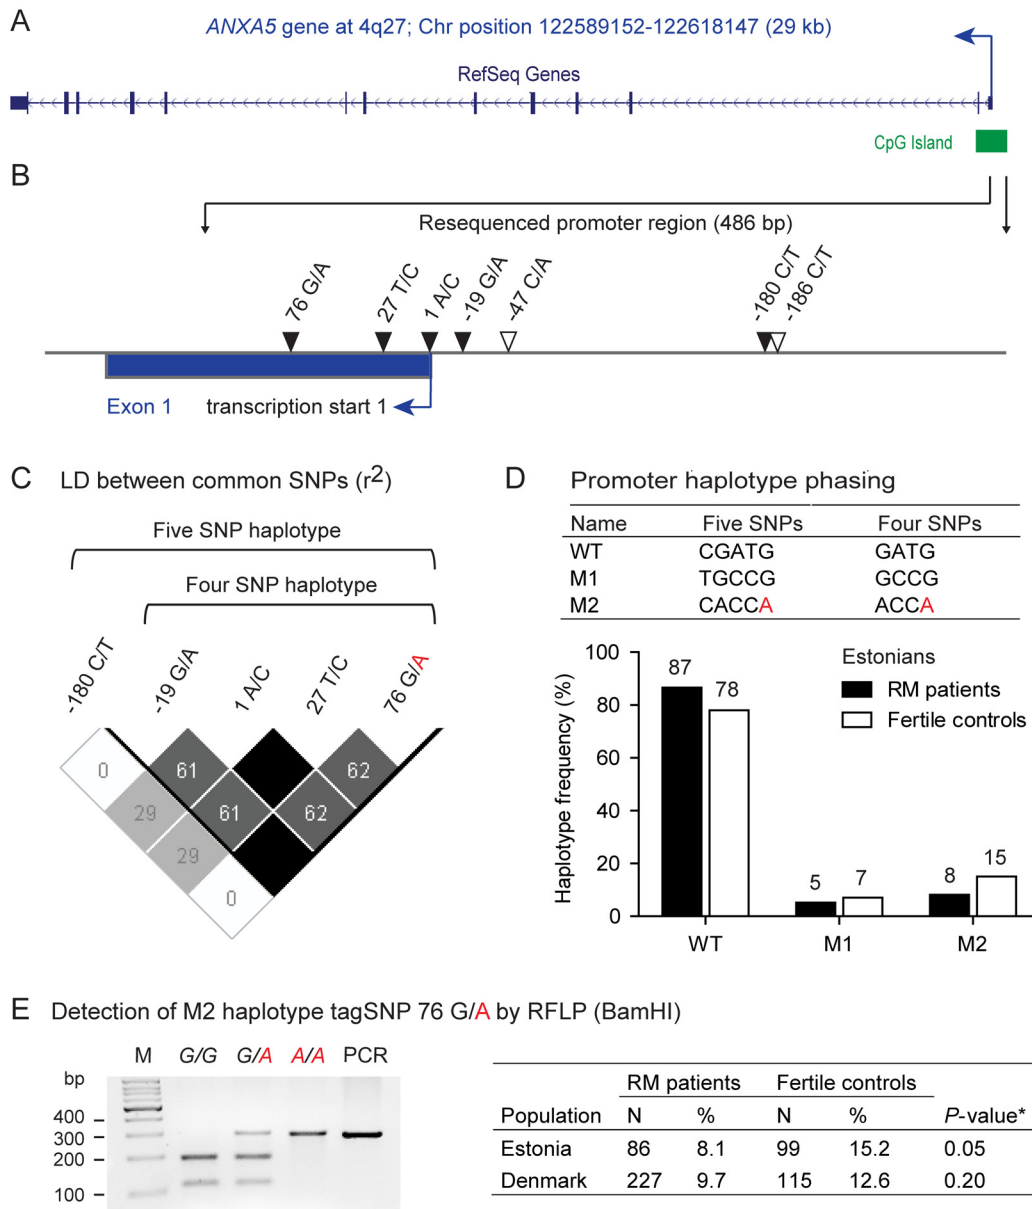 A
ANXA5 gene at 4q27; Chr position 122589152-122618147 (29 kb)
RefSeq Genes
CpG Island
B
Resequenced promoter region (486 bp)
76 G/A
27 T/C
1 A/C
-19 G/A
-47 C/A
-180 C/T
-186 C/T
Exon 1 transcription start 1
C LD between common SNPs (r²)
Five SNP haplotype
Four SNP haplotype
-180 C/T
-19 G/A
1 A/C
27 T/C
76 G/A
0 61 62
29 61 62
29
0
D Promoter haplotype phasing
Name Five SNPs Four SNPs
WT CGATG GATG
M1 TGCCG GCCG
M2 CACCA ACCA
Haplotype frequency (%)
100
80
60
40
20
0
87 78
5 7
8 15
WT M1 M2
Estonians
RM patients
Fertile controls
E Detection of M2 haplotype tagSNP 76 G/A by RFLP (BamHI)
M G/G G/A A/A PCR
bp
400
300
200
100
RM patients Fertile controls
Population N % N % P-value*
Estonia 86 8.1 99 15.2 0.05
Denmark 227 9.7 115 12.6 0.20